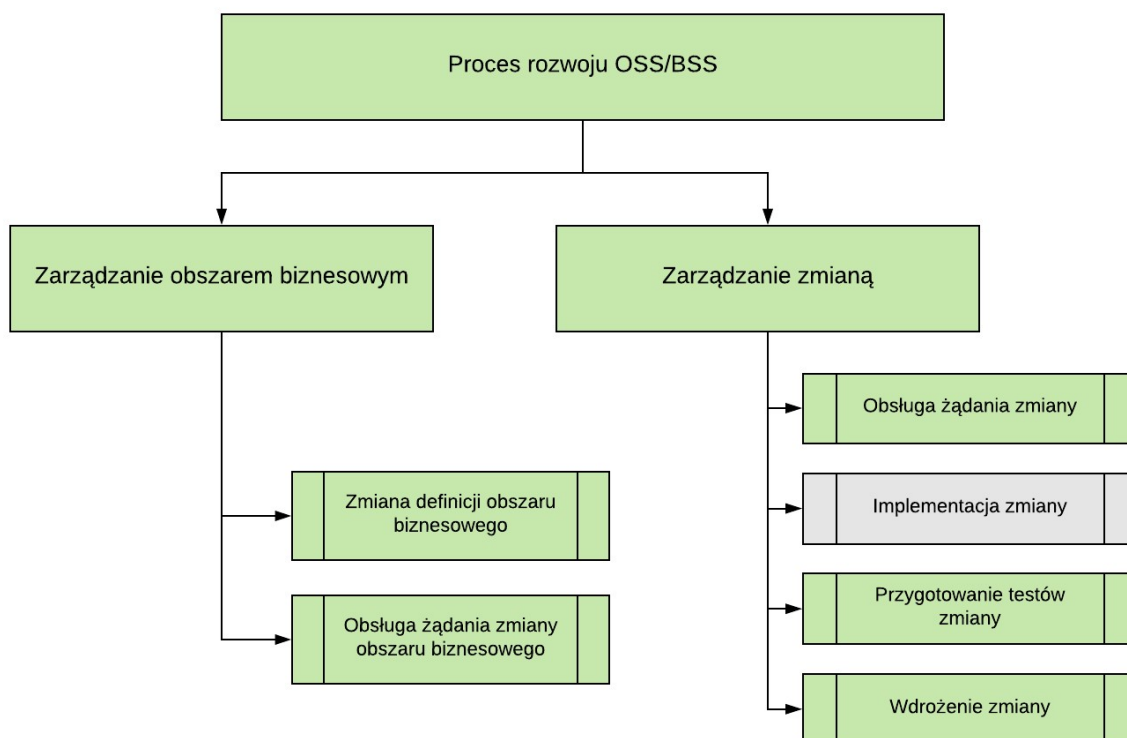 Proces rozwoju OSS/BSS
Zarządzanie obszarem biznesowym
Zarządzanie zmianą
Zmiana definicji obszaru
biznesowego
Obsługa żądania zmiany
obszaru biznesowego
Obsługa żądania zmiany
Implementacja zmiany
Przygotowanie testów
zmiany
Wdrożenie zmiany